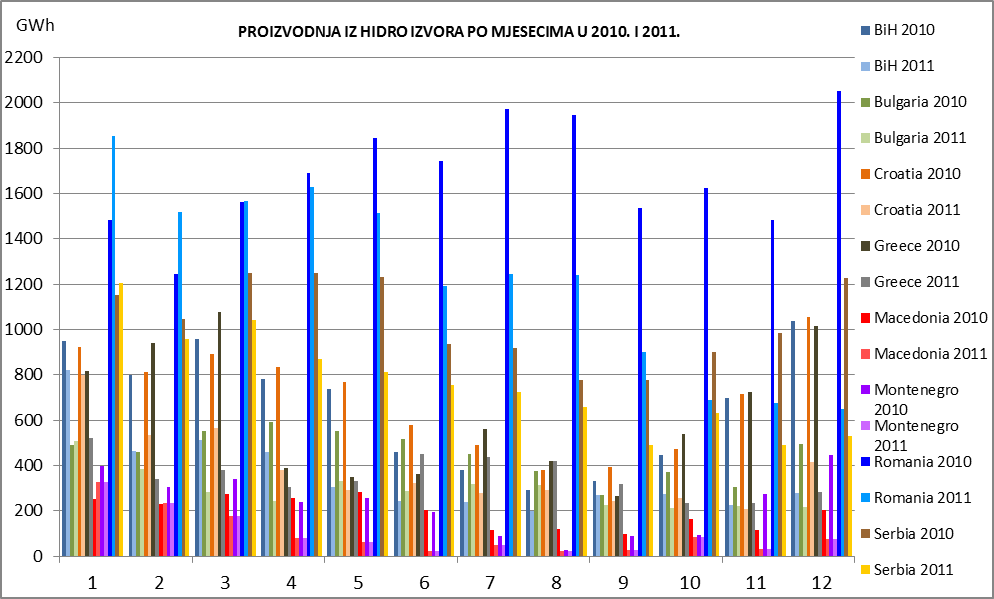 GWh
PROIZVODNJA IZ HIDRO IZVORA PO MJESECIMA U 2010. I 2011.
2200
2000
1800
1600
1400
1200
1000
800
600
400
200
0
1 2 3 4 5 6 7 8 9 10 11 12
BiH 2010
BiH 2011
Bulgaria 2010
Bulgaria 2011
Croatia 2010
Croatia 2011
Greece 2010
Greece 2011
Macedonia 2010
Macedonia 2011
Montenegro
2010
Montenegro
2011
Romania 2010
Romania 2011
Serbia 2010
Serbia 2011